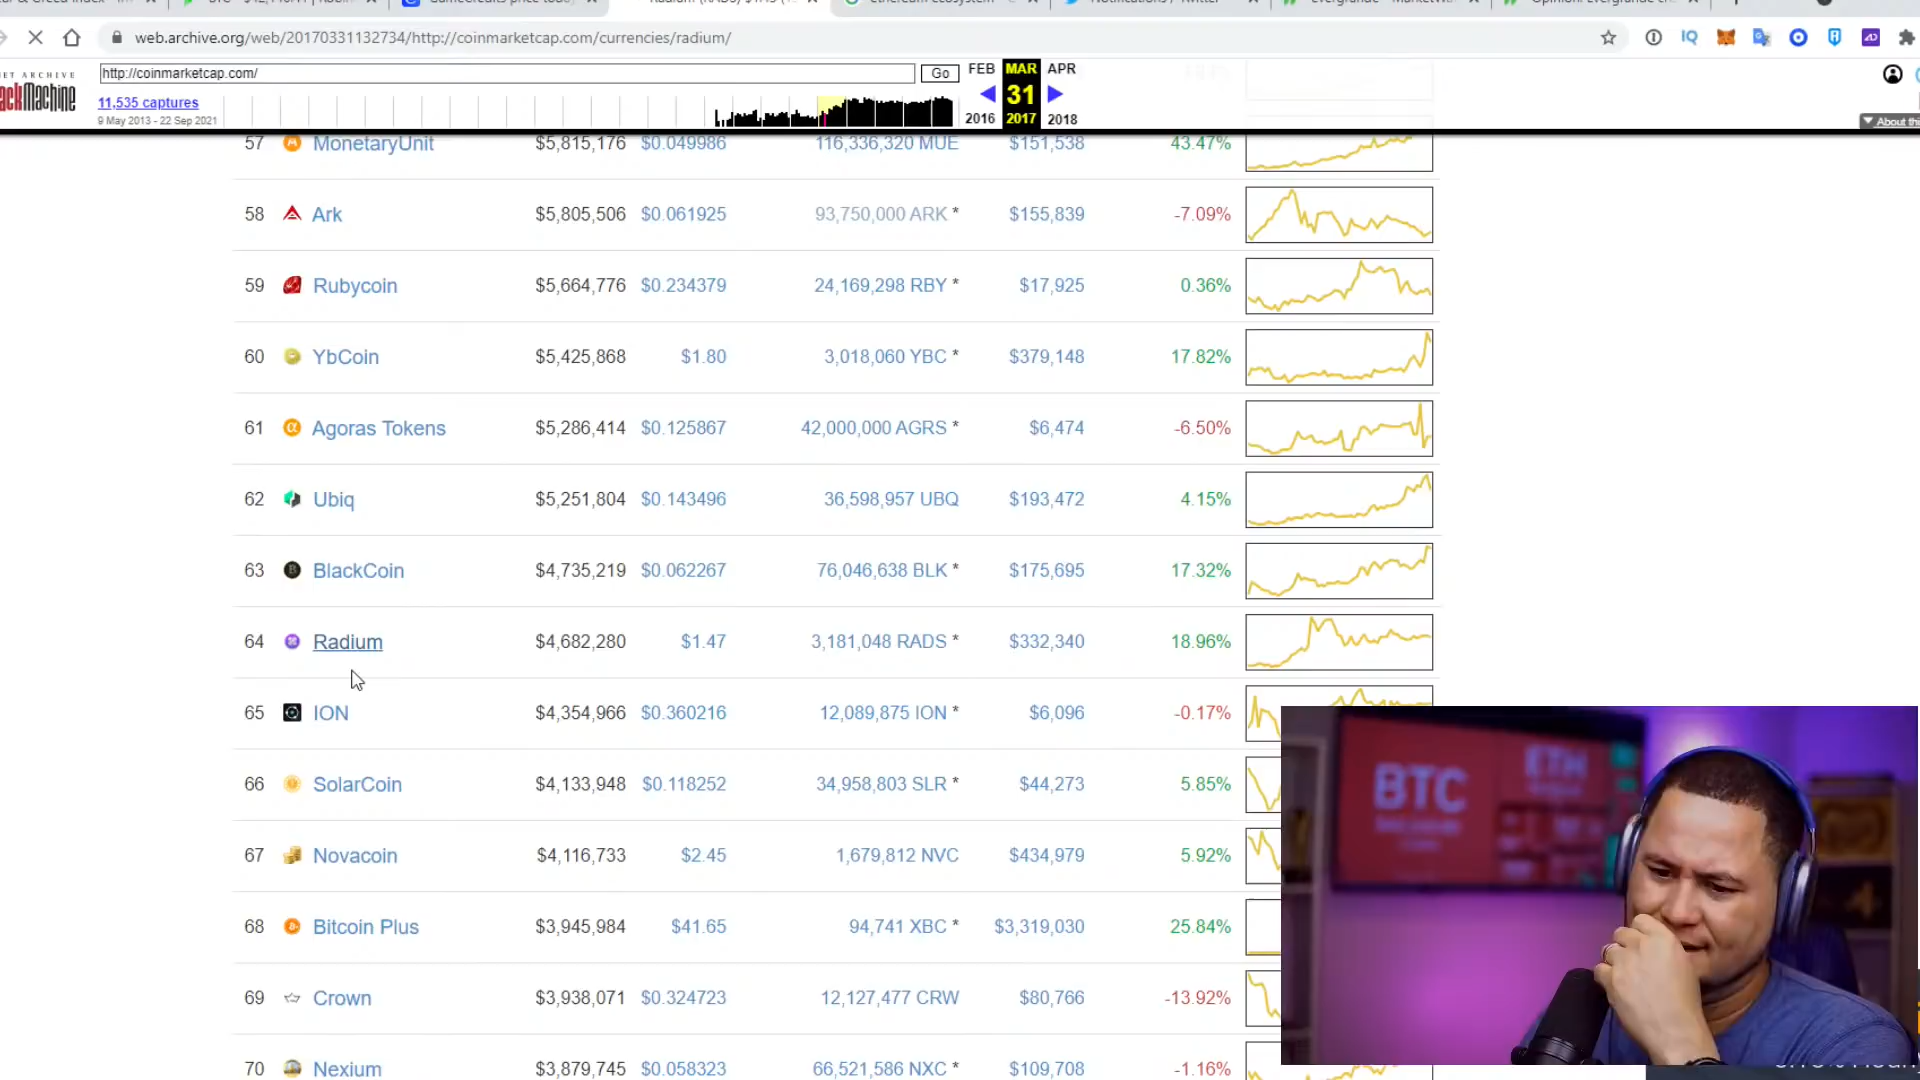 web.archive.org/web/20170331132734/http://coinmarketcap.com/currencies/radium/
http://coinmarketcap.com/ Go FEB MAR APR
11,535 captures 31
9 May 2013 - 22 Sep 2021 2016 2017 2018
57 MonetaryUnit $5,815,176 $0.049986 116,336,320 MUE $151,538 43.47%
58 Ark $5,805,506 $0.061925 93,750,000 ARK * $155,839 -7.09%
59 Rubycoin $5,664,776 $0.234379 24,169,298 RBY * $17,925 0.36%
60 YbCoin $5,425,868 $1.80 3,018,060 YBC * $379,148 17.82%
61 Agoras Tokens $5,286,414 $0.125867 42,000,000 AGRS * $6,474 -6.50%
62 Ubiq $5,251,804 $0.143496 36,598,957 UBQ $193,472 4.15%
63 BlackCoin $4,735,219 $0.062267 76,046,638 BLK * $175,695 17.32%
64 Radium $4,682,280 $1.47 3,181,048 RADS * $332,340 18.96%
65 ION $4,354,966 $0.360216 12,089,875 ION * $6,096 -0.17%
66 SolarCoin $4,133,948 $0.118252 34,958,803 SLR * $44,273 5.85%
67 Novacoin $4,116,733 $2.45 1,679,812 NVC $434,979 5.92%
68 Bitcoin Plus $3,945,984 $41.65 94,741 XBC * $3,319,030 25.84%
69 Crown $3,938,071 $0.324723 12,127,477 CRW $80,766 -13.92%
70 Nexium $3,879,745 $0.058323 66,521,586 NXC * $109,708 -1.16%
BTC
ETH